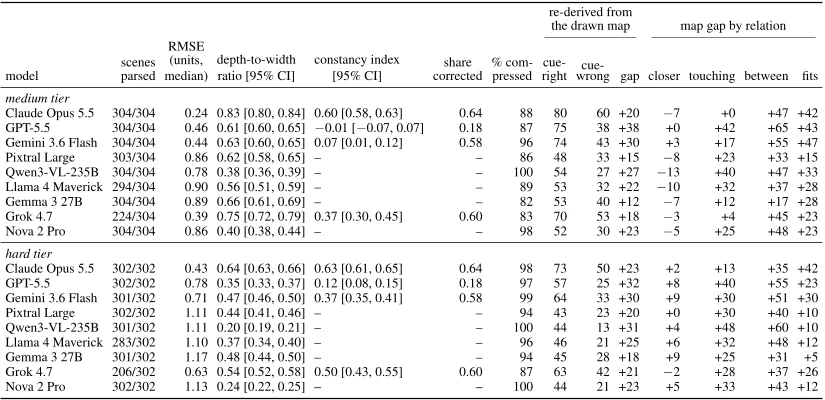 re-derived from
the drawn map map gap by relation
model scenes parsed RMSE (units, median) depth-to-width ratio [95% CI] constancy index [95% CI] share corrected % com-pressed cue-right cue-wrong gap closer touching between fits
medium tier
Claude Opus 5.5 304/304 0.24 0.83 [0.80, 0.84] 0.60 [0.58, 0.63] 0.64 88 80 60 +20 −7 +0 +47 +42
GPT-5.5 304/304 0.46 0.61 [0.60, 0.65] −0.01 [−0.07, 0.07] 0.18 87 75 38 +38 +0 +42 +65 +43
Gemini 3.6 Flash 304/304 0.44 0.63 [0.60, 0.65] 0.07 [0.01, 0.12] 0.58 96 74 43 +30 +3 +17 +55 +47
Pixtral Large 303/304 0.86 0.62 [0.58, 0.65] – – 86 48 33 +15 −8 +23 +33 +15
Qwen3-VL-235B 304/304 0.78 0.38 [0.36, 0.39] – – 100 54 27 +27 −13 +40 +47 +33
Llama 4 Maverick 294/304 0.90 0.56 [0.51, 0.59] – – 89 53 32 +22 −10 +32 +37 +28
Gemma 3 27B 304/304 0.89 0.66 [0.61, 0.69] – – 82 53 40 +12 −7 +12 +17 +28
Grok 4.7 224/304 0.39 0.75 [0.72, 0.79] 0.37 [0.30, 0.45] 0.60 83 70 53 +18 −3 +4 +45 +23
Nova 2 Pro 304/304 0.86 0.40 [0.38, 0.44] – – 98 52 30 +23 −5 +25 +48 +23
hard tier
Claude Opus 5.5 302/302 0.43 0.64 [0.63, 0.66] 0.63 [0.61, 0.65] 0.64 98 73 50 +23 +2 +13 +35 +42
GPT-5.5 302/302 0.78 0.35 [0.33, 0.37] 0.12 [0.08, 0.15] 0.18 97 57 25 +32 +8 +40 +55 +23
Gemini 3.6 Flash 301/302 0.71 0.47 [0.46, 0.50] 0.37 [0.35, 0.41] 0.58 99 64 33 +30 +9 +30 +51 +30
Pixtral Large 302/302 1.11 0.44 [0.41, 0.46] – – 94 43 23 +20 +0 +30 +40 +10
Qwen3-VL-235B 301/302 1.11 0.20 [0.19, 0.21] – – 100 44 13 +31 +4 +48 +60 +10
Llama 4 Maverick 283/302 1.10 0.37 [0.34, 0.40] – – 96 46 21 +25 +6 +32 +48 +12
Gemma 3 27B 301/302 1.17 0.48 [0.44, 0.50] – – 94 45 28 +18 +9 +25 +31 +5
Grok 4.7 206/302 0.63 0.54 [0.52, 0.58] 0.50 [0.43, 0.55] 0.60 87 63 42 +21 −2 +28 +37 +26
Nova 2 Pro 302/302 1.13 0.24 [0.22, 0.25] – – 100 44 21 +23 +5 +33 +43 +12